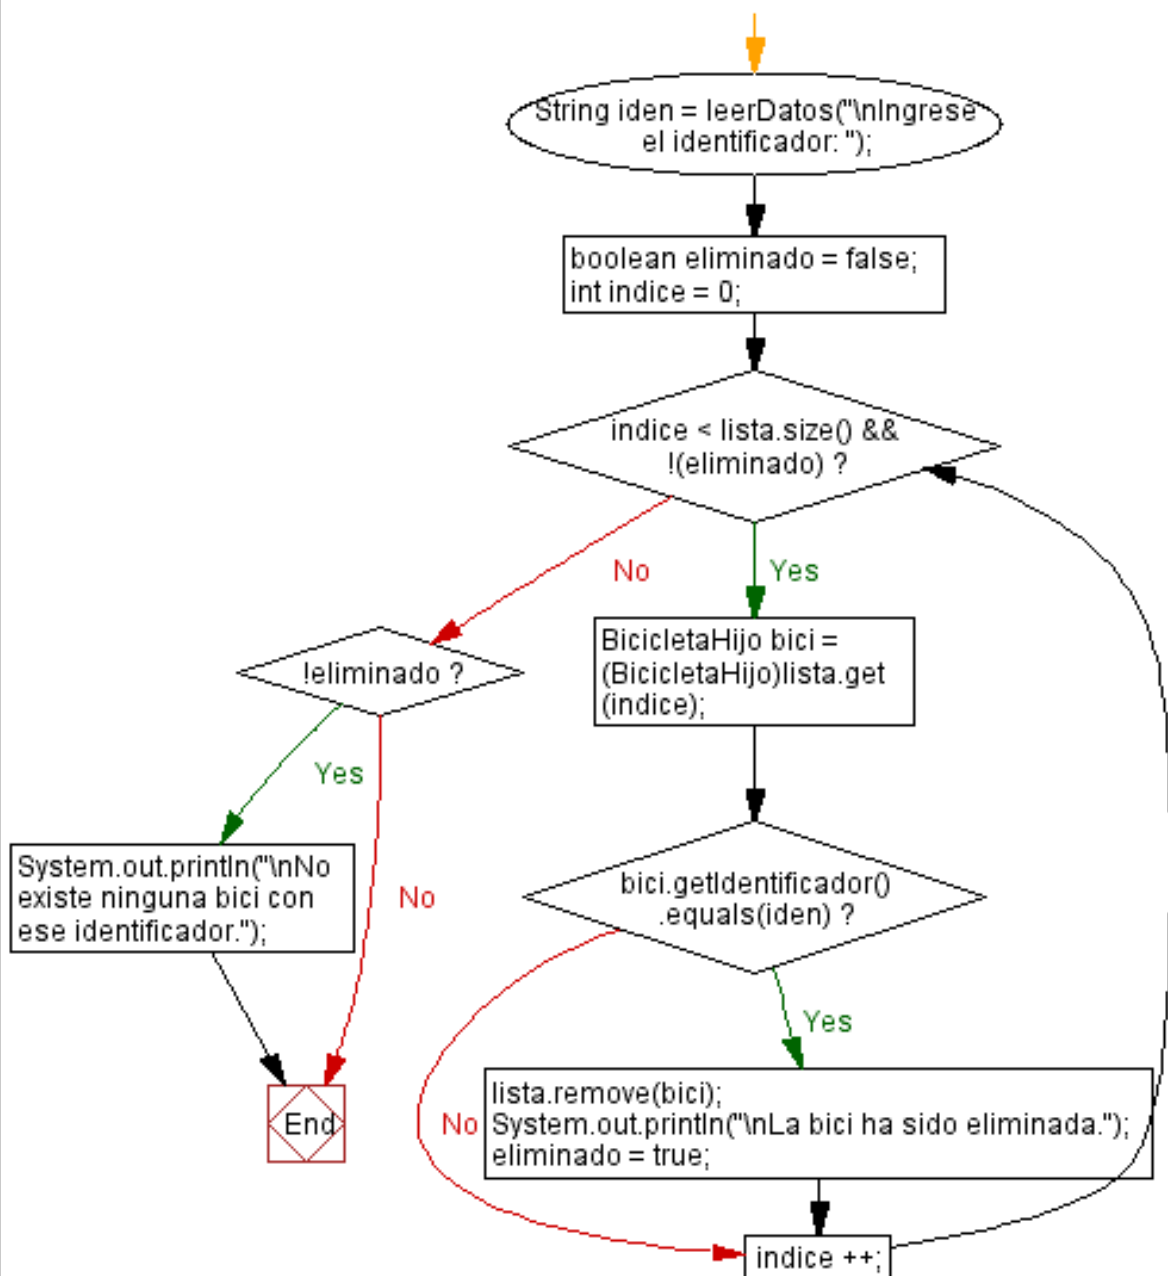 String iden = leerDatos("\nIngrese
el identificador: ");
boolean eliminado = false;
int indice = 0;
indice < lista.size() &&
!(eliminado) ?
No
Yes
BicicletaHijo bici =
(BicicletaHijo)lista.get
(indice);
!eliminado ?
Yes
No
System.out.println("\nNo
existe ninguna bici con
ese identificador.");
bici.getIdentificador()
.equals(iden) ?
Yes
No
lista.remove(bici);
System.out.println("\nLa bici ha sido eliminada.");
eliminado = true;
End
indice ++;